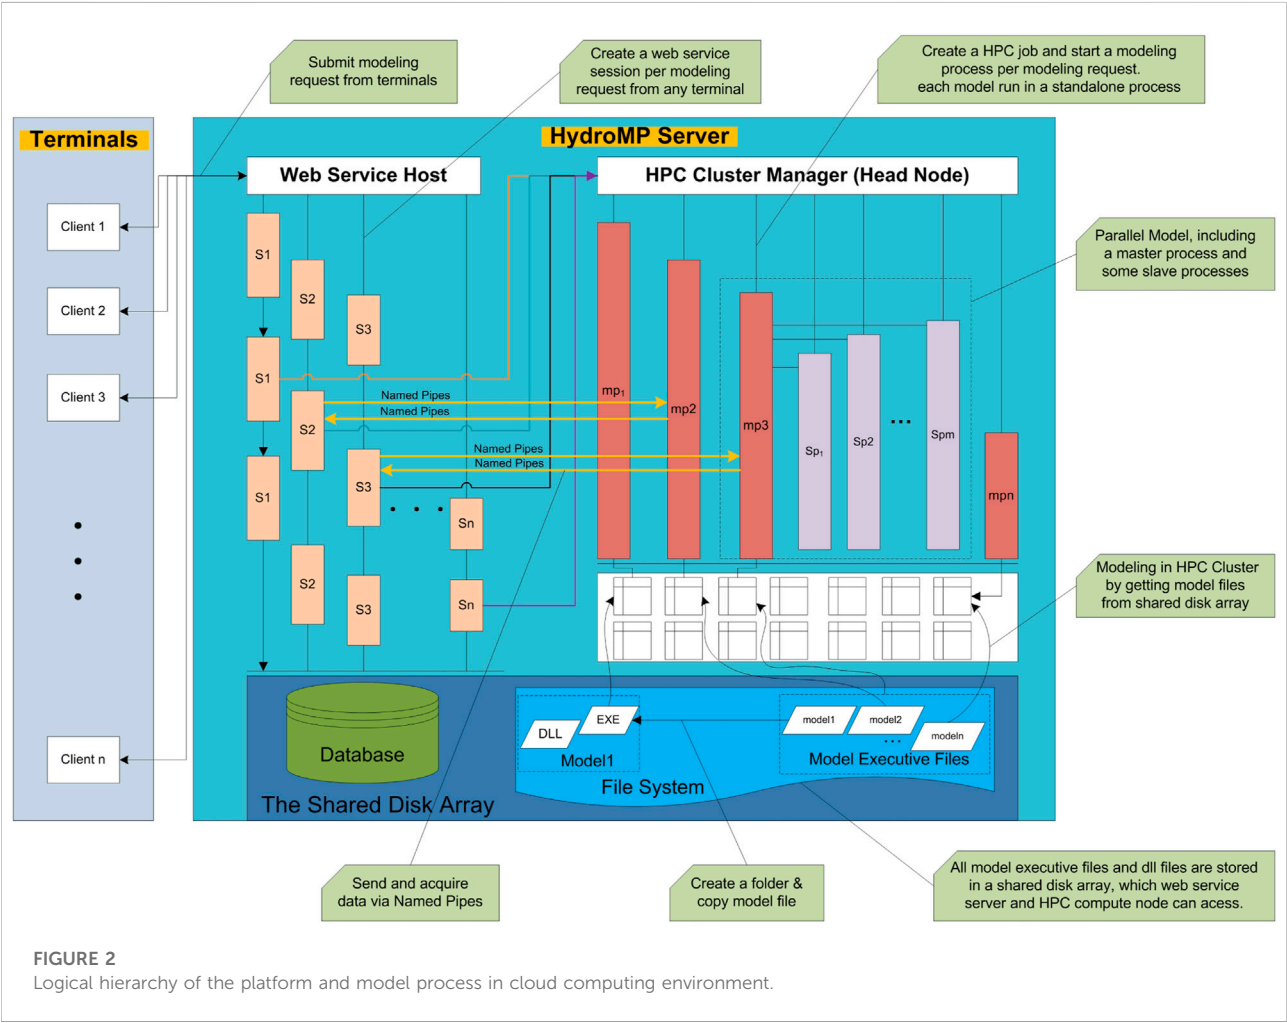 Submit modeling
request from terminals
Create a web service
session per modeling
request from any terminal
Create a HPC job and start a modeling
process per modeling request.
each model run in a standalone process
Terminals
HydroMP Server
Web Service Host
HPC Cluster Manager (Head Node)
Client 1
Client 2
Client 3
Client n
S1
S2
S3
S1
S2
S3
S1
Sn
S2
S3
Sn
Named Pipes
Named Pipes
Named Pipes
Named Pipes
mp1
mp2
mp3
Sp1
Sp2
...
Spm
mpn
Parallel Model, including
a master process and
some slave processes
Modeling in HPC Cluster
by getting model files
from shared disk array
Database
The Shared Disk Array
DLL
EXE
Model1
File System
model1
model2
...
modeln
Model Executive Files
Send and acquire
data via Named Pipes
Create a folder &
copy model file
All model executive files and dll files are stored
in a shared disk array, which web service
server and HPC compute node can acess.
FIGURE 2
Logical hierarchy of the platform and model process in cloud computing environment.